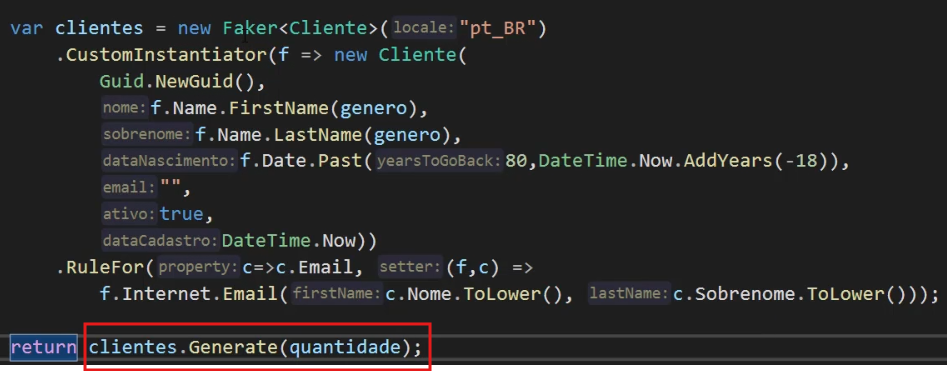 var clientes = new Faker<Cliente>(locale:"pt_BR")
.CustomInstantiator(f => new Cliente(
Guid.NewGuid(),
nome:f.Name.FirstName(genero),
sobrenome:f.Name.LastName(genero),
dataNascimento:f.Date.Past(yearsToGoBack:80,DateTime.Now.AddYears(-18)),
email:"",
ativo:true,
dataCadastro:DateTime.Now))
.RuleFor(property:c=>c.Email, setter:(f,c) =>
f.Internet.Email(firstName:c.Nome.ToLower(), lastName:c.Sobrenome.ToLower()));
return clientes.Generate(quantidade);